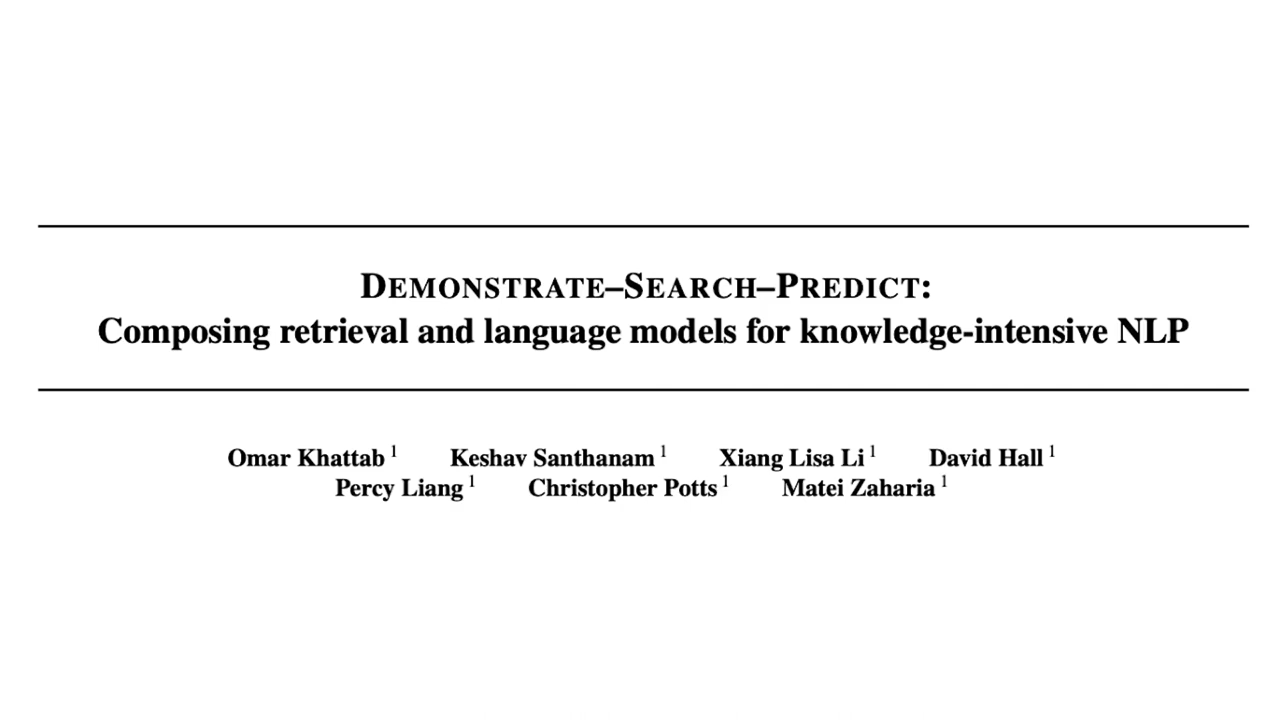 DEMONSTRATE–SEARCH–PREDICT:
Composing retrieval and language models for knowledge-intensive NLP
Omar Khattab 1 Keshav Santhanam 1 Xiang Lisa Li 1 David Hall 1
Percy Liang 1 Christopher Potts 1 Matei Zaharia 1